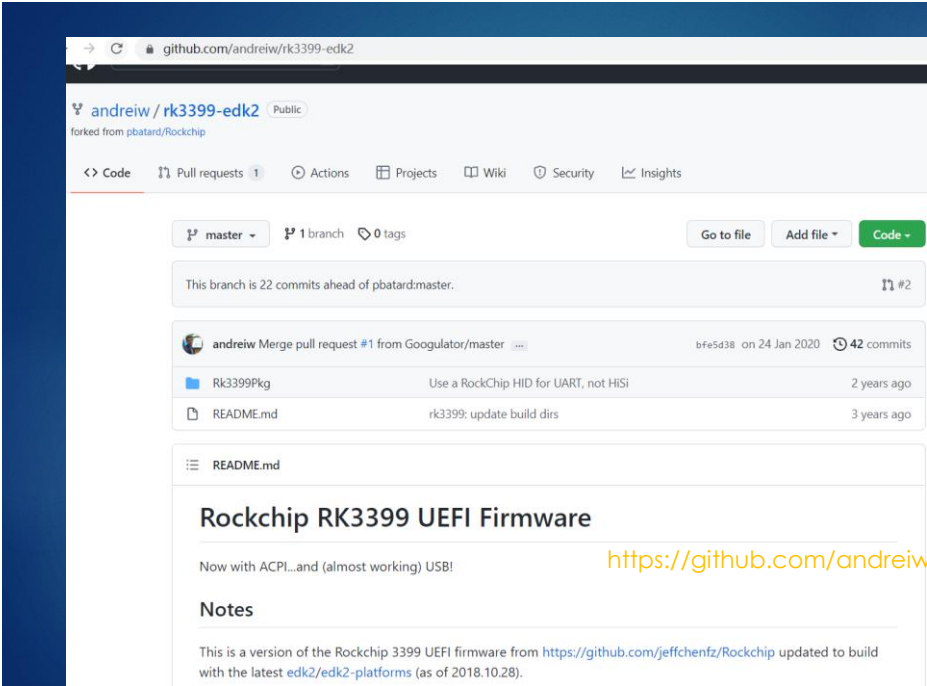 github.com/andreiw/rk3399-edk2
andreiw / rk3399-edk2 Public
forked from pbatard/Rockchip
<> Code Pull requests 1 Actions Projects Wiki Security Insights
master 1 branch 0 tags Go to file Add file Code
This branch is 22 commits ahead of pbatard:master. #2
andreiw Merge pull request #1 from Googulator/master ... bfe5d38 on 24 Jan 2020 42 commits
Rk3399Pkg Use a RockChip HID for UART, not HiSi 2 years ago
README.md rk3399: update build dirs 3 years ago
README.md
Rockchip RK3399 UEFI Firmware
Now with ACPI...and (almost working) USB!
https://github.com/andreiw
Notes
This is a version of the Rockchip 3399 UEFI firmware from https://github.com/jeffchenfz/Rockchip updated to build
with the latest edk2/edk2-platforms (as of 2018.10.28).